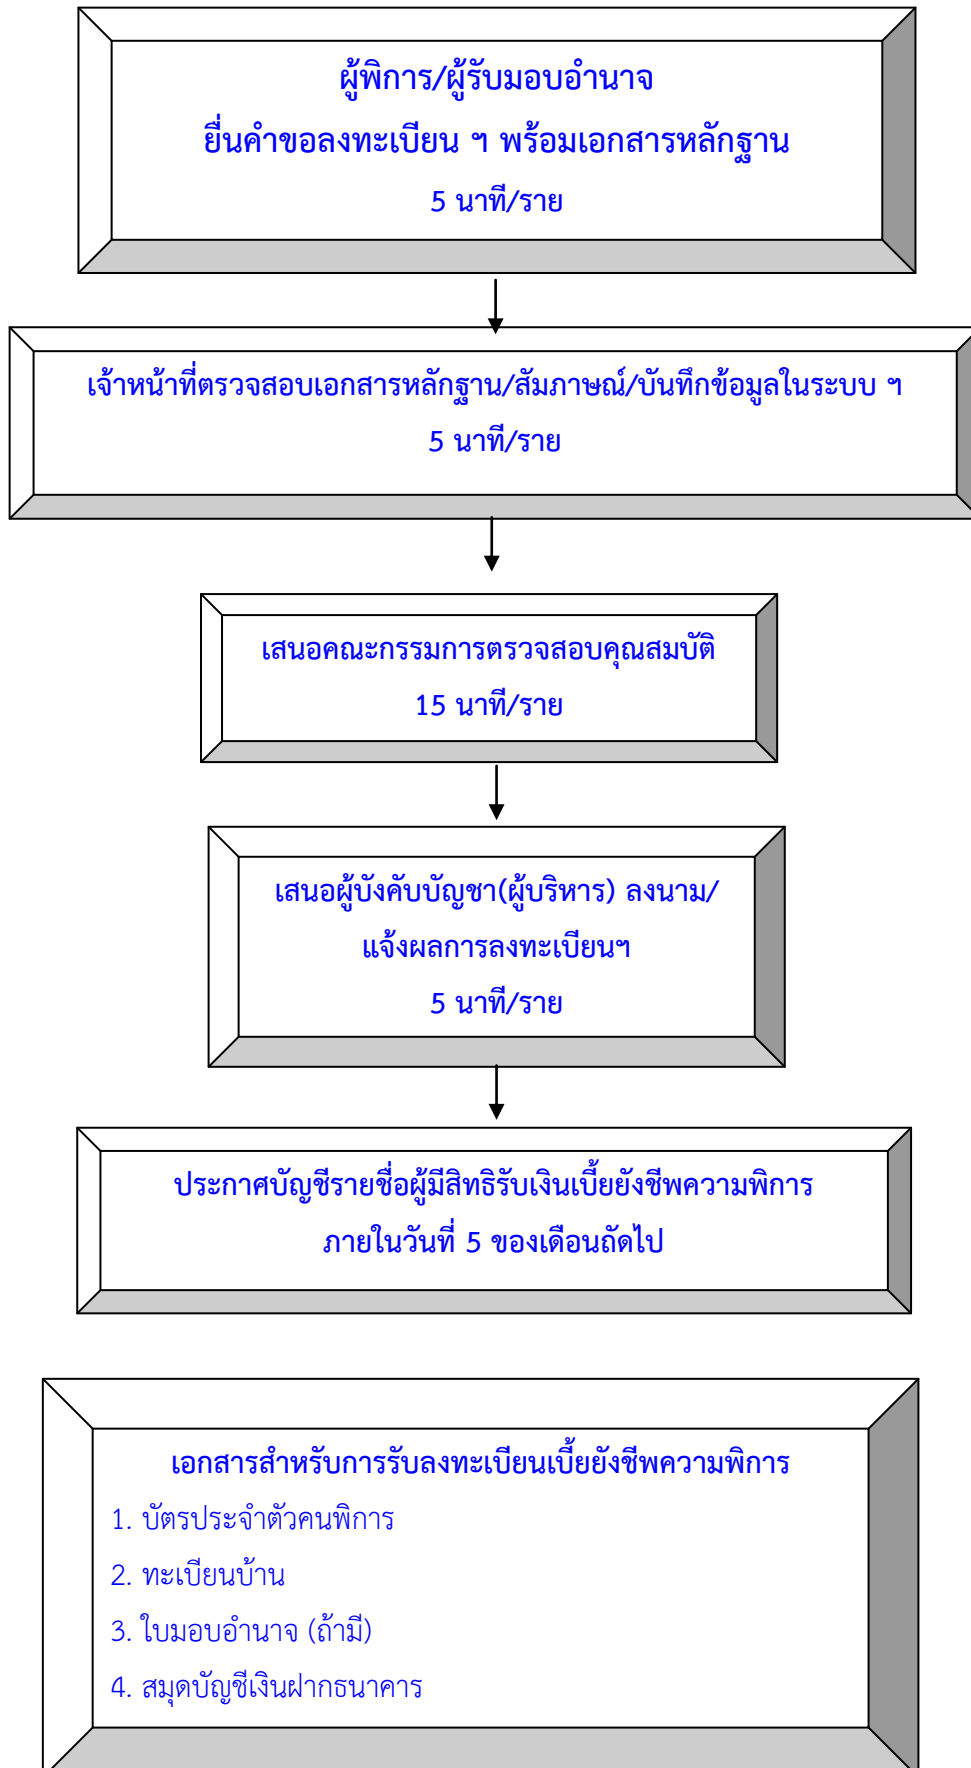 ผู้พิการ/ผู้รับมอบอำนาจ
ยื่นคำขอลงทะเบียน ฯ พร้อมเอกสารหลักฐาน
5 นาที/ราย
เจ้าหน้าที่ตรวจสอบเอกสารหลักฐาน/สัมภาษณ์/บันทึกข้อมูลในระบบ ฯ
5 นาที/ราย
เสนอคณะกรรมการตรวจสอบคุณสมบัติ
15 นาที/ราย
เสนอผู้บังคับบัญชา(ผู้บริหาร) ลงนาม/
แจ้งผลการลงทะเบียนฯ
5 นาที/ราย
ประกาศบัญชีรายชื่อผู้มีสิทธิรับเงินเบี้ยยังชีพความพิการ
ภายในวันที่ 5 ของเดือนถัดไป
เอกสารสำหรับการรับลงทะเบียนเบี้ยยังชีพความพิการ
1. บัตรประจำตัวคนพิการ
2. ทะเบียนบ้าน
3. ใบมอบอำนาจ (ถ้ามี)
4. สมุดบัญชีเงินฝากธนาคาร